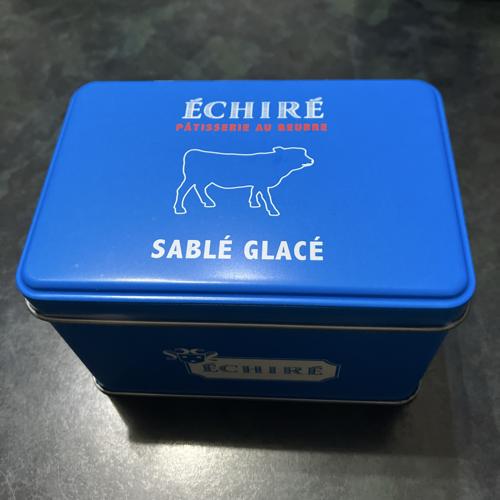 ÉCHIRÉ
PÂTISSERIE AU BEURRE
SABLÉ GLACÉ
ÉCHIRÉ